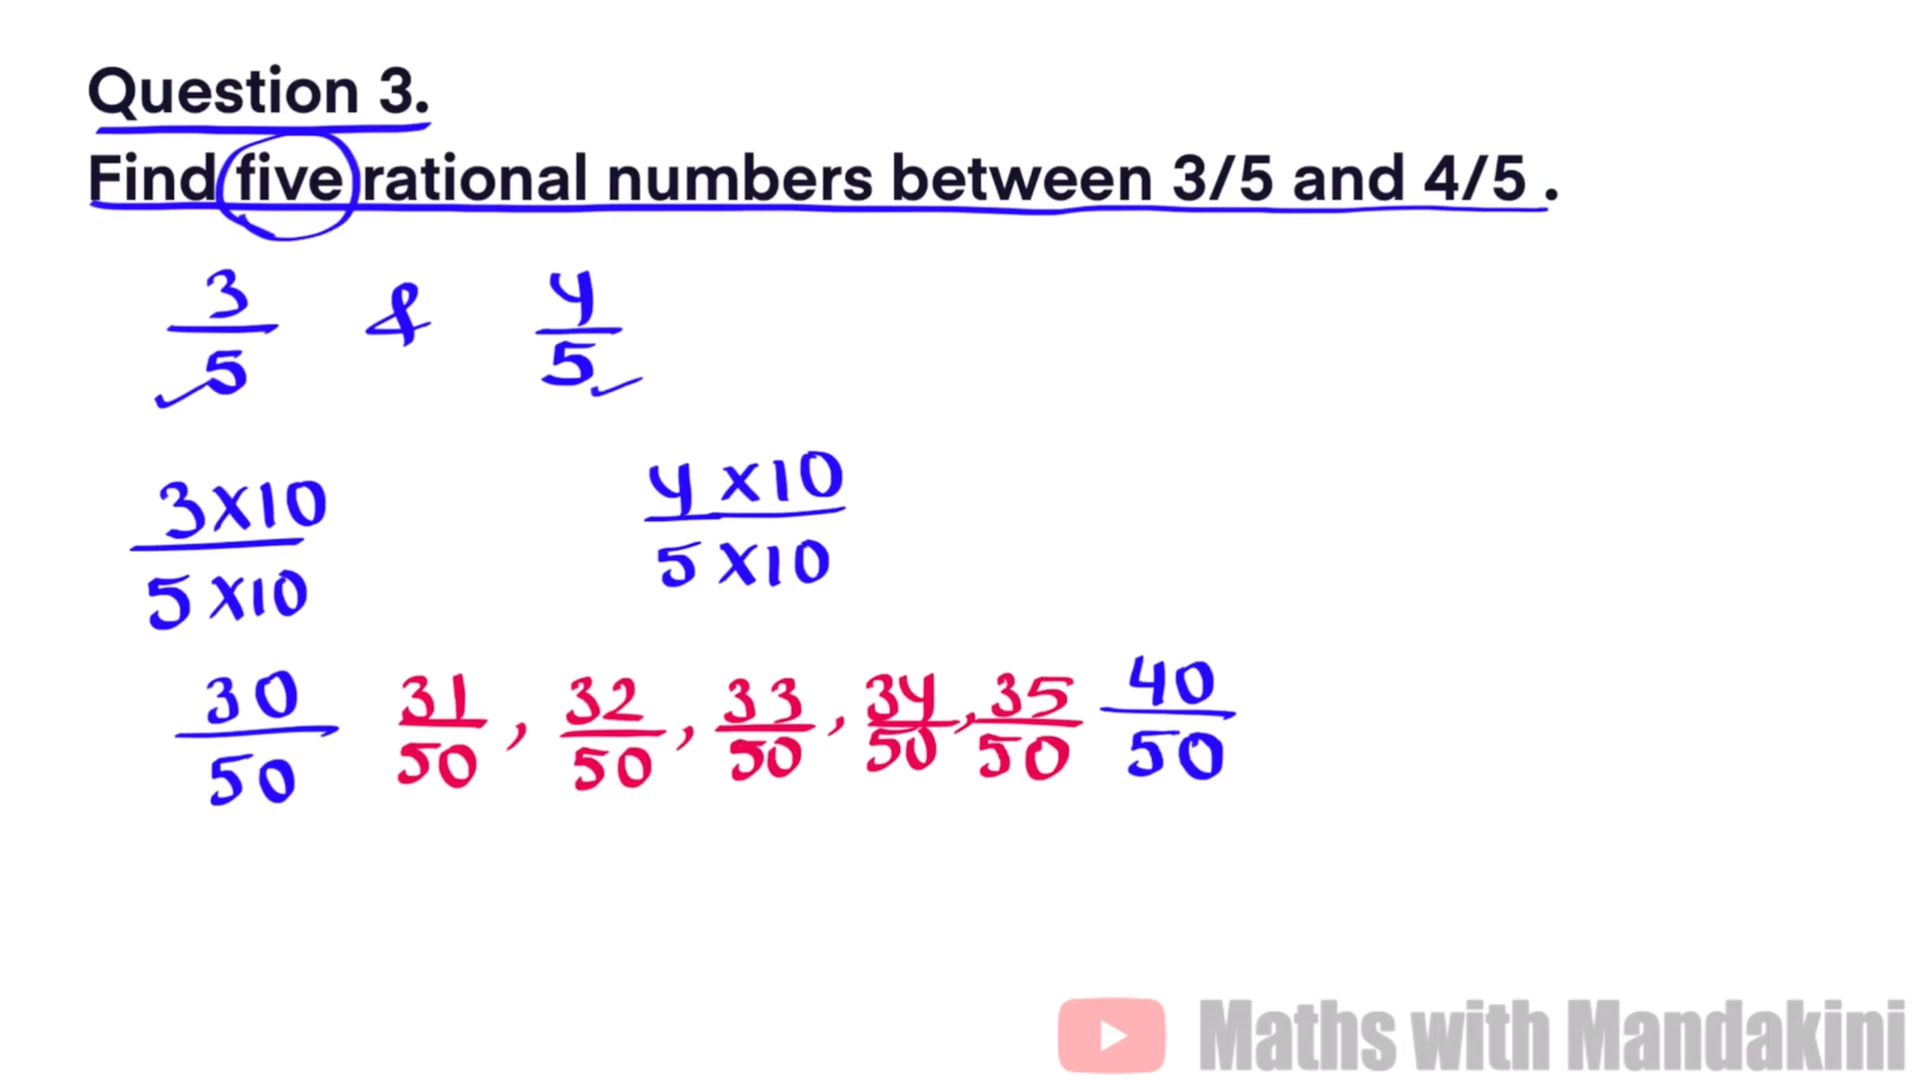 Question 3.
Find five rational numbers between 3/5 and 4/5 .
3/5 & 4/5
3x10/5x10 4x10/5x10
30/50 31/50, 32/50, 33/50, 34/50, 35/50 40/50
Maths with Mandakini